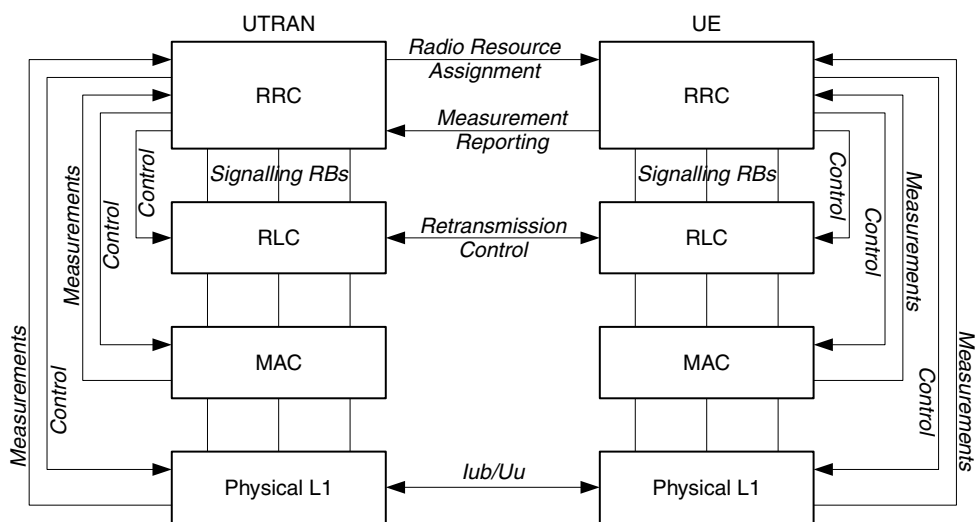 UTRAN
UE
Radio Resource
Assignment
RRC
RRC
Measurement
Reporting
Signalling RBs
Signalling RBs
Control
Control
Measurements
Control
Control
Measurements
RLC
Retransmission
Control
RLC
MAC
MAC
Measurements
Control
Control
Measurements
Physical L1
Iub/Uu
Physical L1